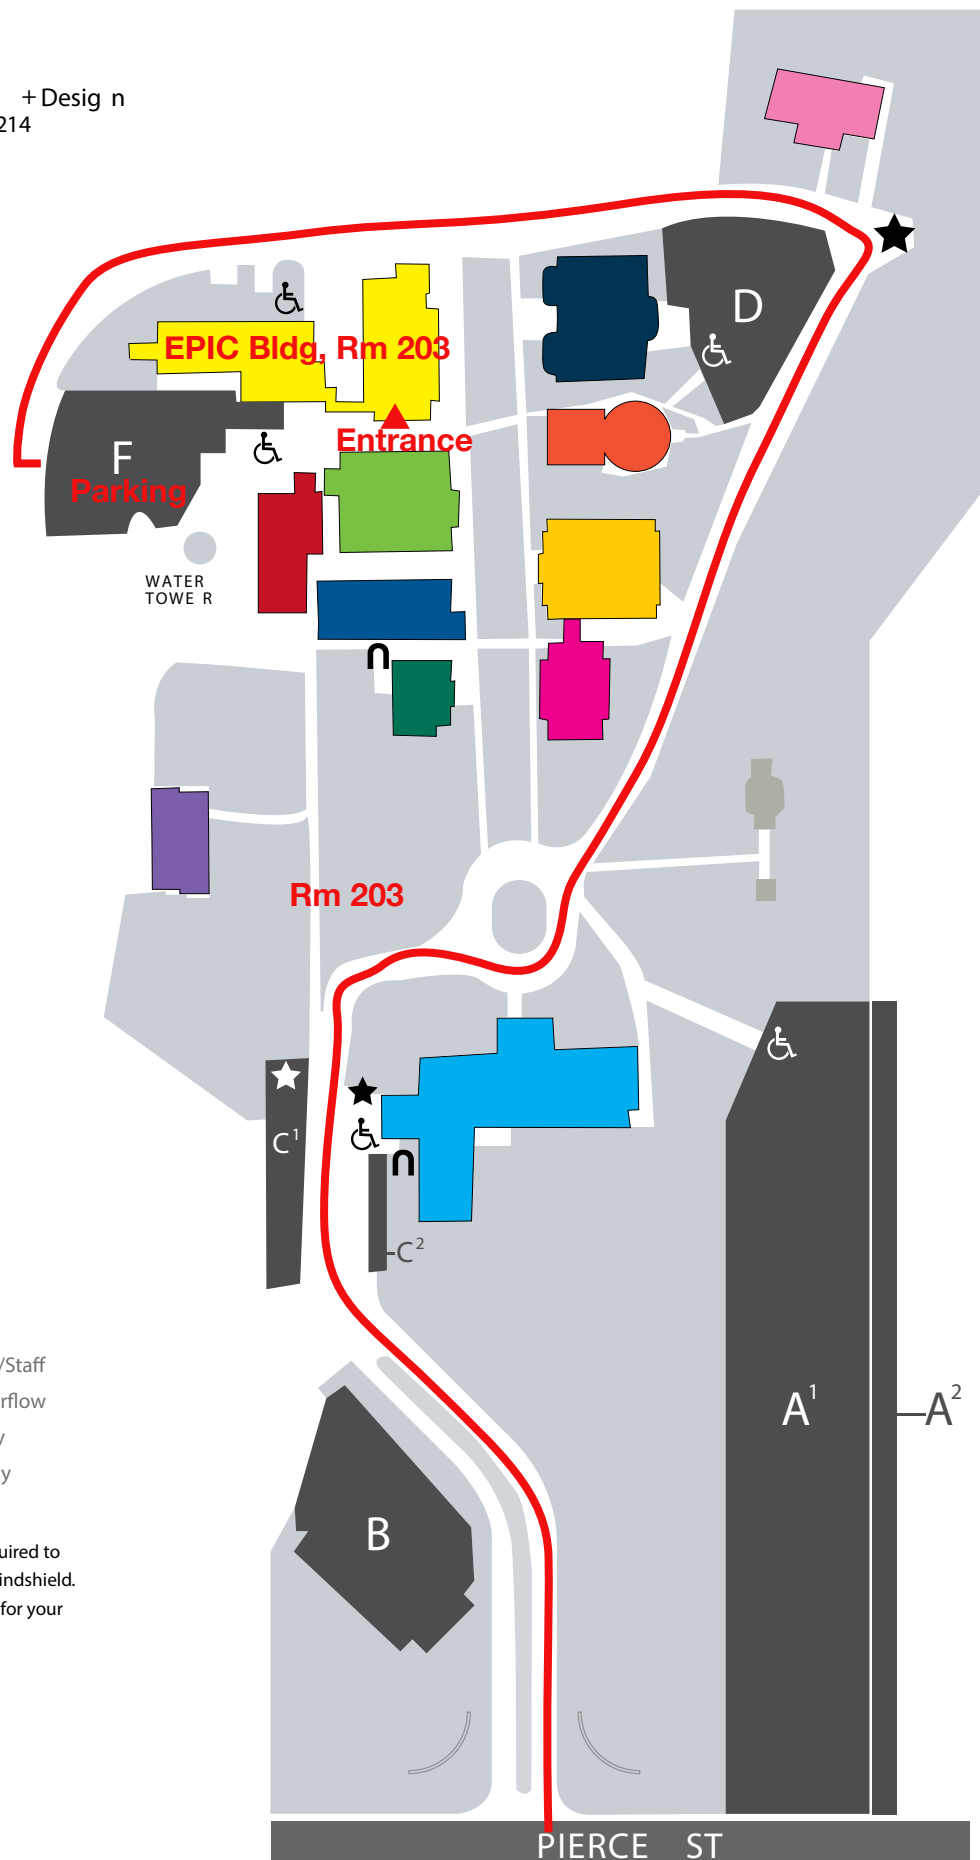 + Desig n
214
D
EPIC Bldg, Rm 203
Entrance
F
Parking
WATER
TOWE R
Rm 203
C1
C2
/Staff
rflow
y
y
A1
A2
B
uired to
indshield.
for your
PIERCE ST